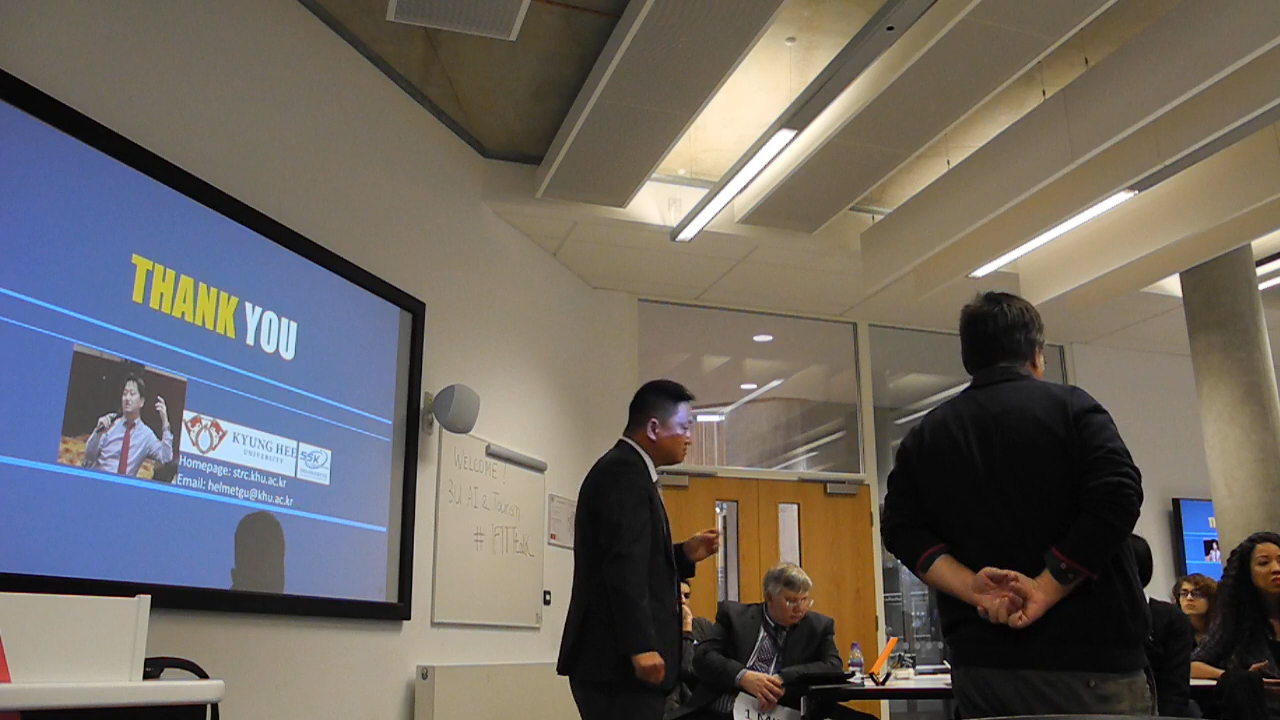 THANK YOU
KYUNG HEE
UNIVERSITY
SSK
Homepage: strc.khu.ac.kr
Email: helmetgu@khu.ac.kr
WELCOME!
3U AI & Tourism
1